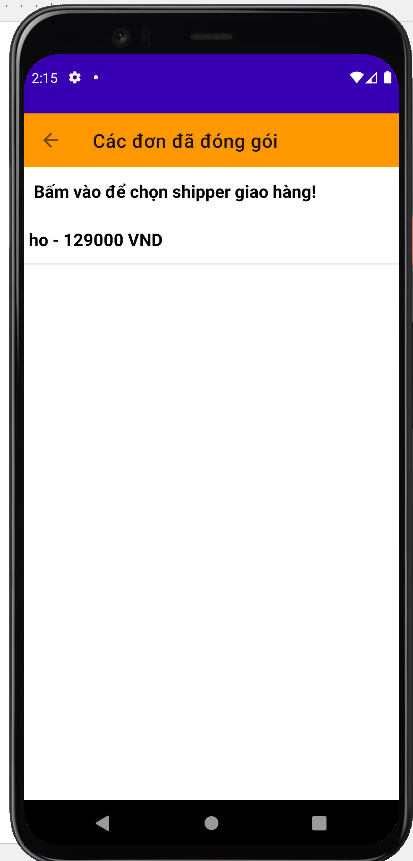 2:15
Các đơn đã đóng gói
Bấm vào để chọn shipper giao hàng!
ho - 129000 VND